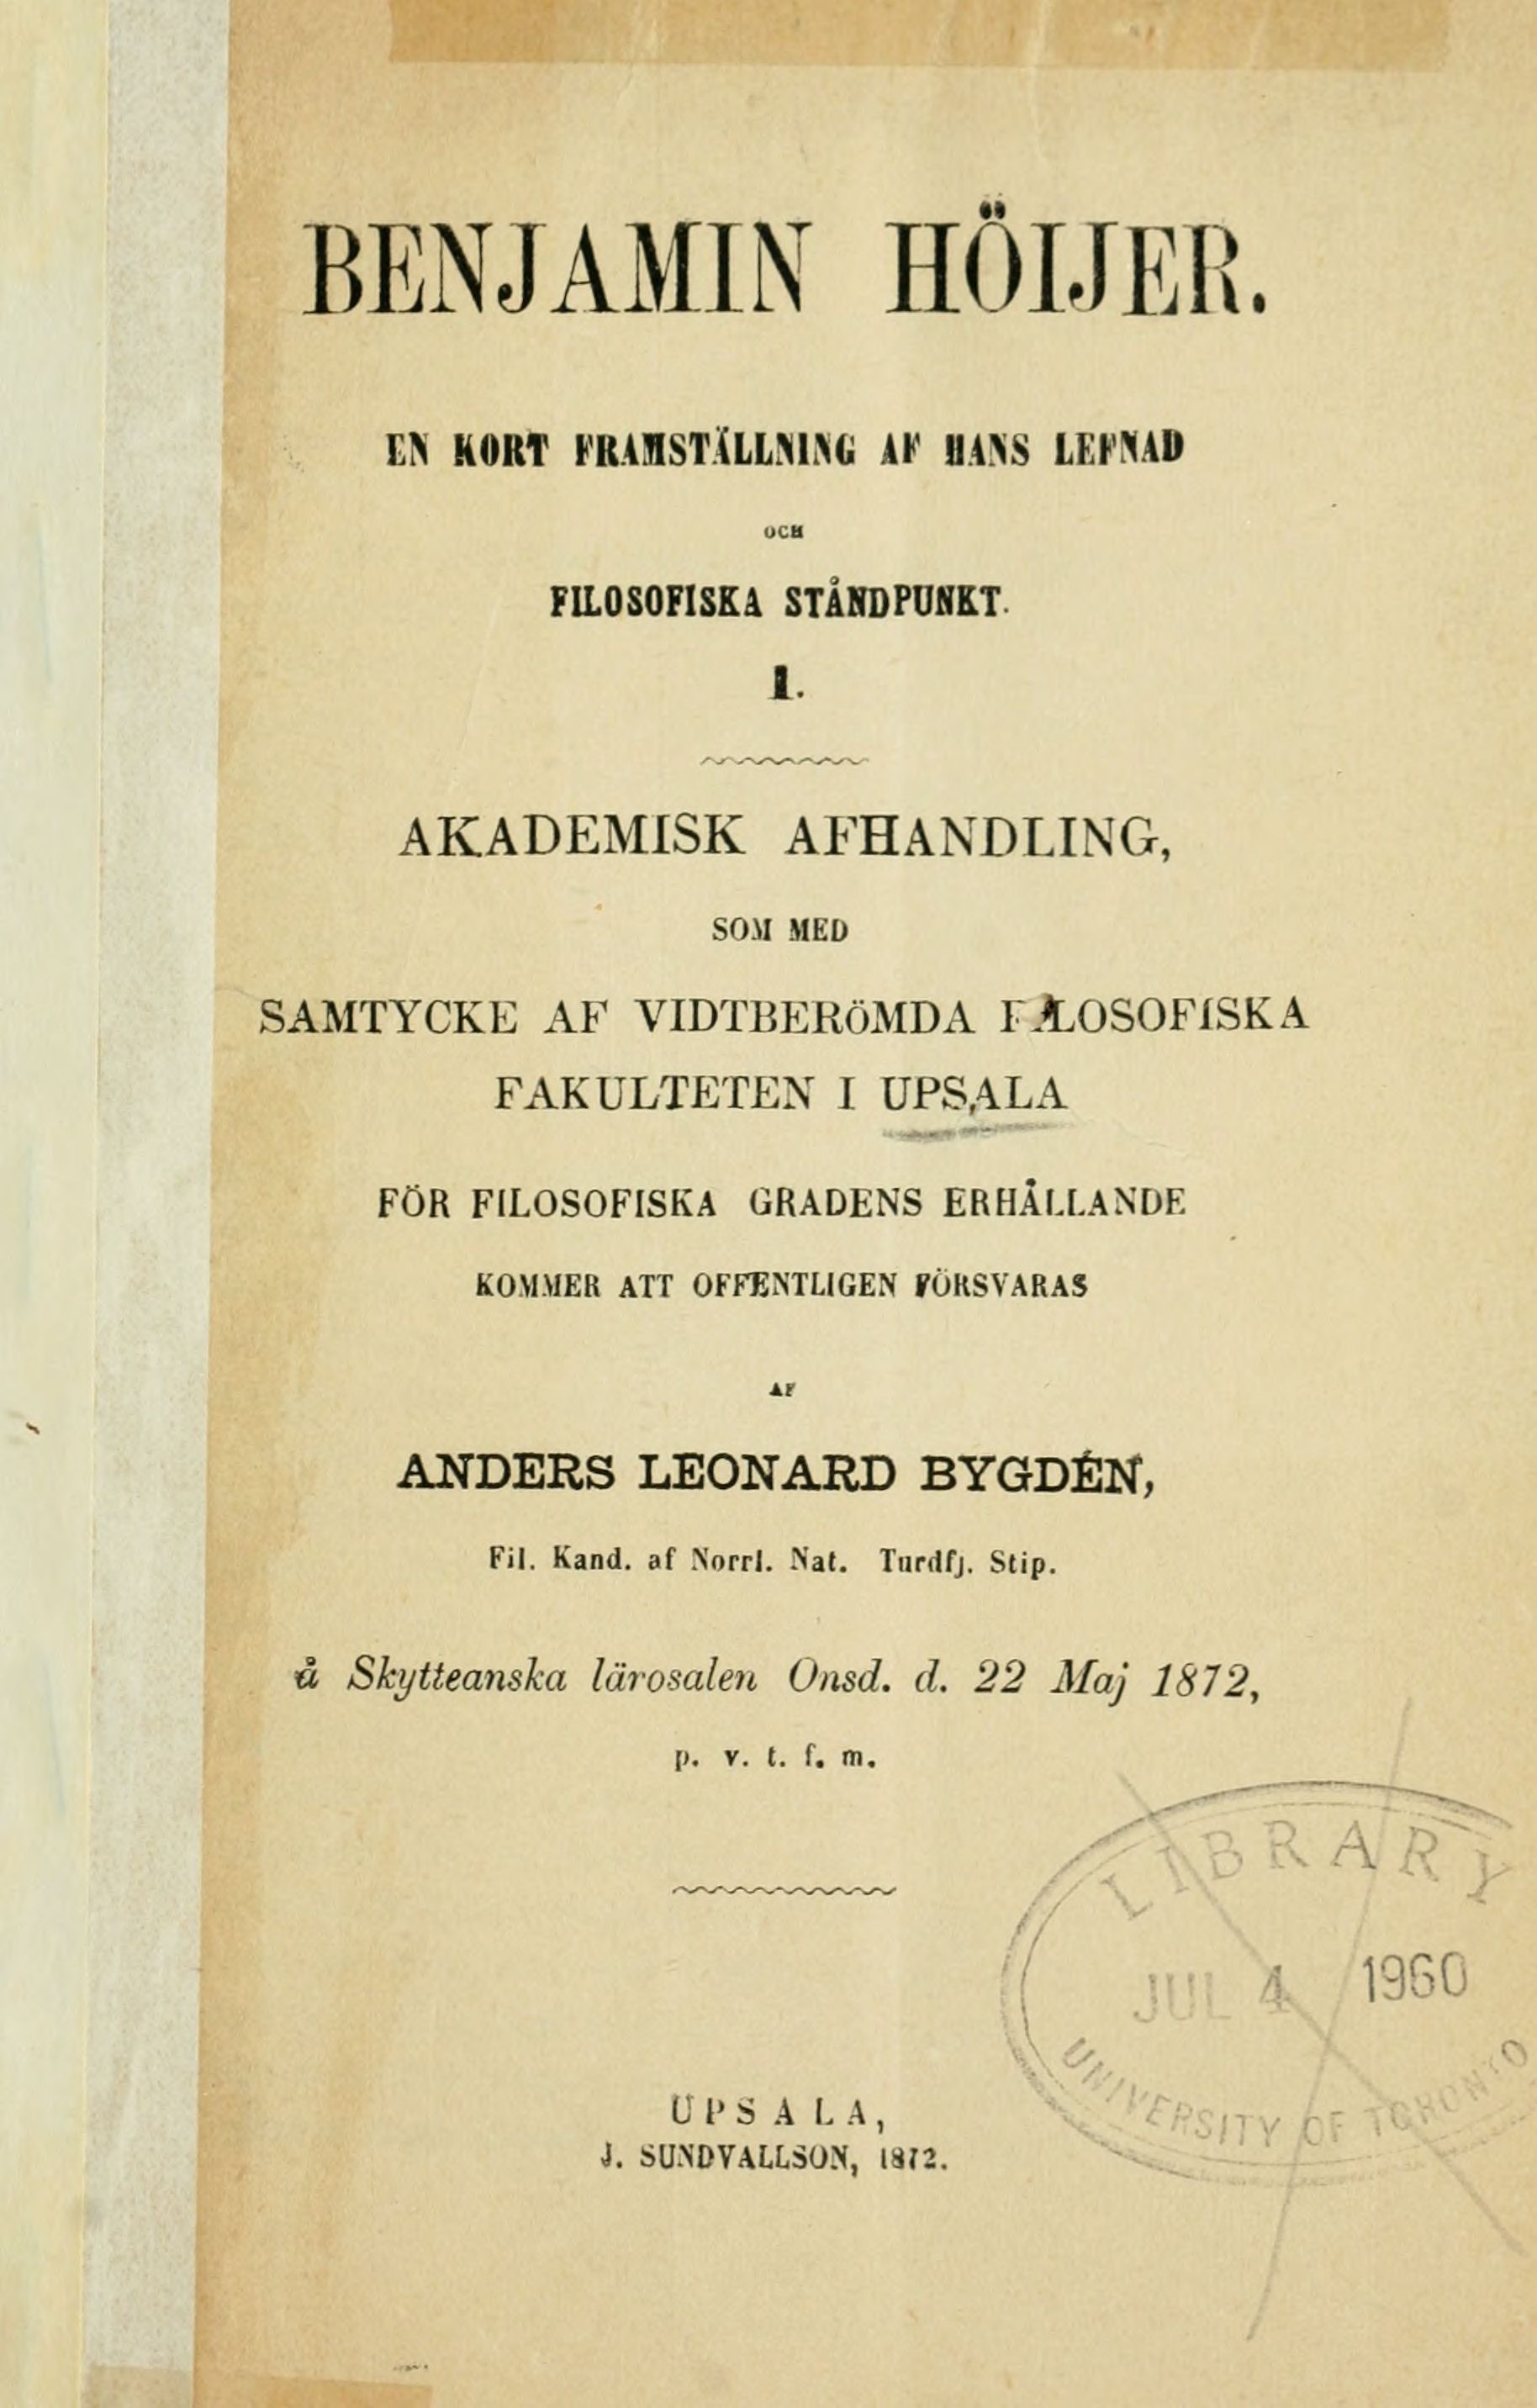 BENJAMIN HÖIJER.
EN KORT FRAMSTÄLLNING AF HANS LEFNAD
OCH
FILOSOFISKA STÅNDPUNKT.
I.
AKADEMISK AFHANDLING,
SOM MED
SAMTYCKE AF VIDTBERÖMDA FILOSOFISKA
FAKULTETEN I UPSALA
FÖR FILOSOFISKA GRADENS ERHÅLLANDE
KOMMER ATT OFFENTLIGEN FÖRSVARAS
AF
ANDERS LEONARD BYGDÉN,
Fil. Kand. af Norrl. Nat. Turdfj. Stip.
å Skytteanska lärosalen Onsd. d. 22 Maj 1872,
p. v. t. f. m.
LIBRARY
JUL 4 1960
UNIVERSITY OF TORONTO
UPSALA,
J. SUNDVALLSON, 1872.